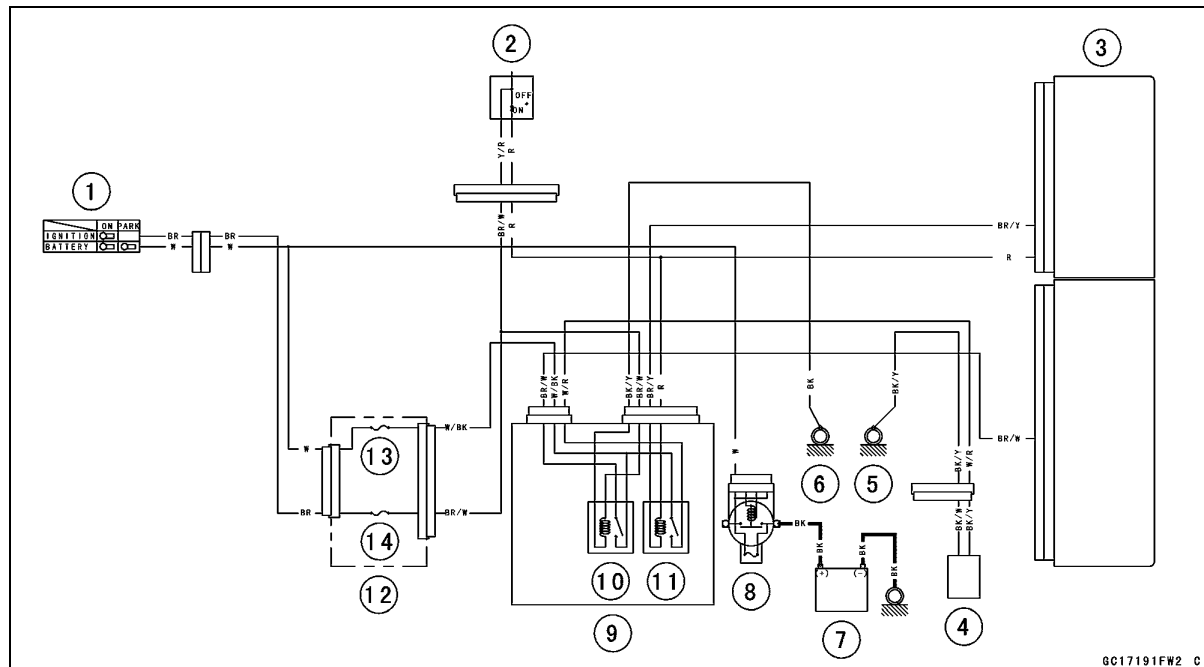 2
3
OFF
ON
Y/R
R
1
ON PARK
IGNITION
BATTERY
BR
W
BR
W
BR/W
R
BR/Y
R
BR/W
W/BK
W/R
BK/Y
BR/W
BR/Y
R
BK
BK/Y
W
BR/W
W
13
W/BK
BK/Y
W/R
6
5
BR
14
BR/W
BK
BK
BK
BK/W
BK/Y
12
10
11
8
(+)
(-)
9
7
4
GC17191FW2 C